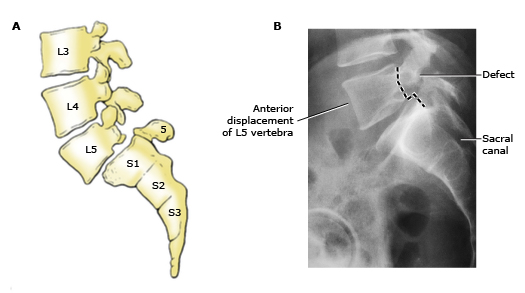 A
B
L3
L4
L5
5
S1
S2
S3
Anterior
displacement
of L5 vertebra
Defect
Sacral
canal